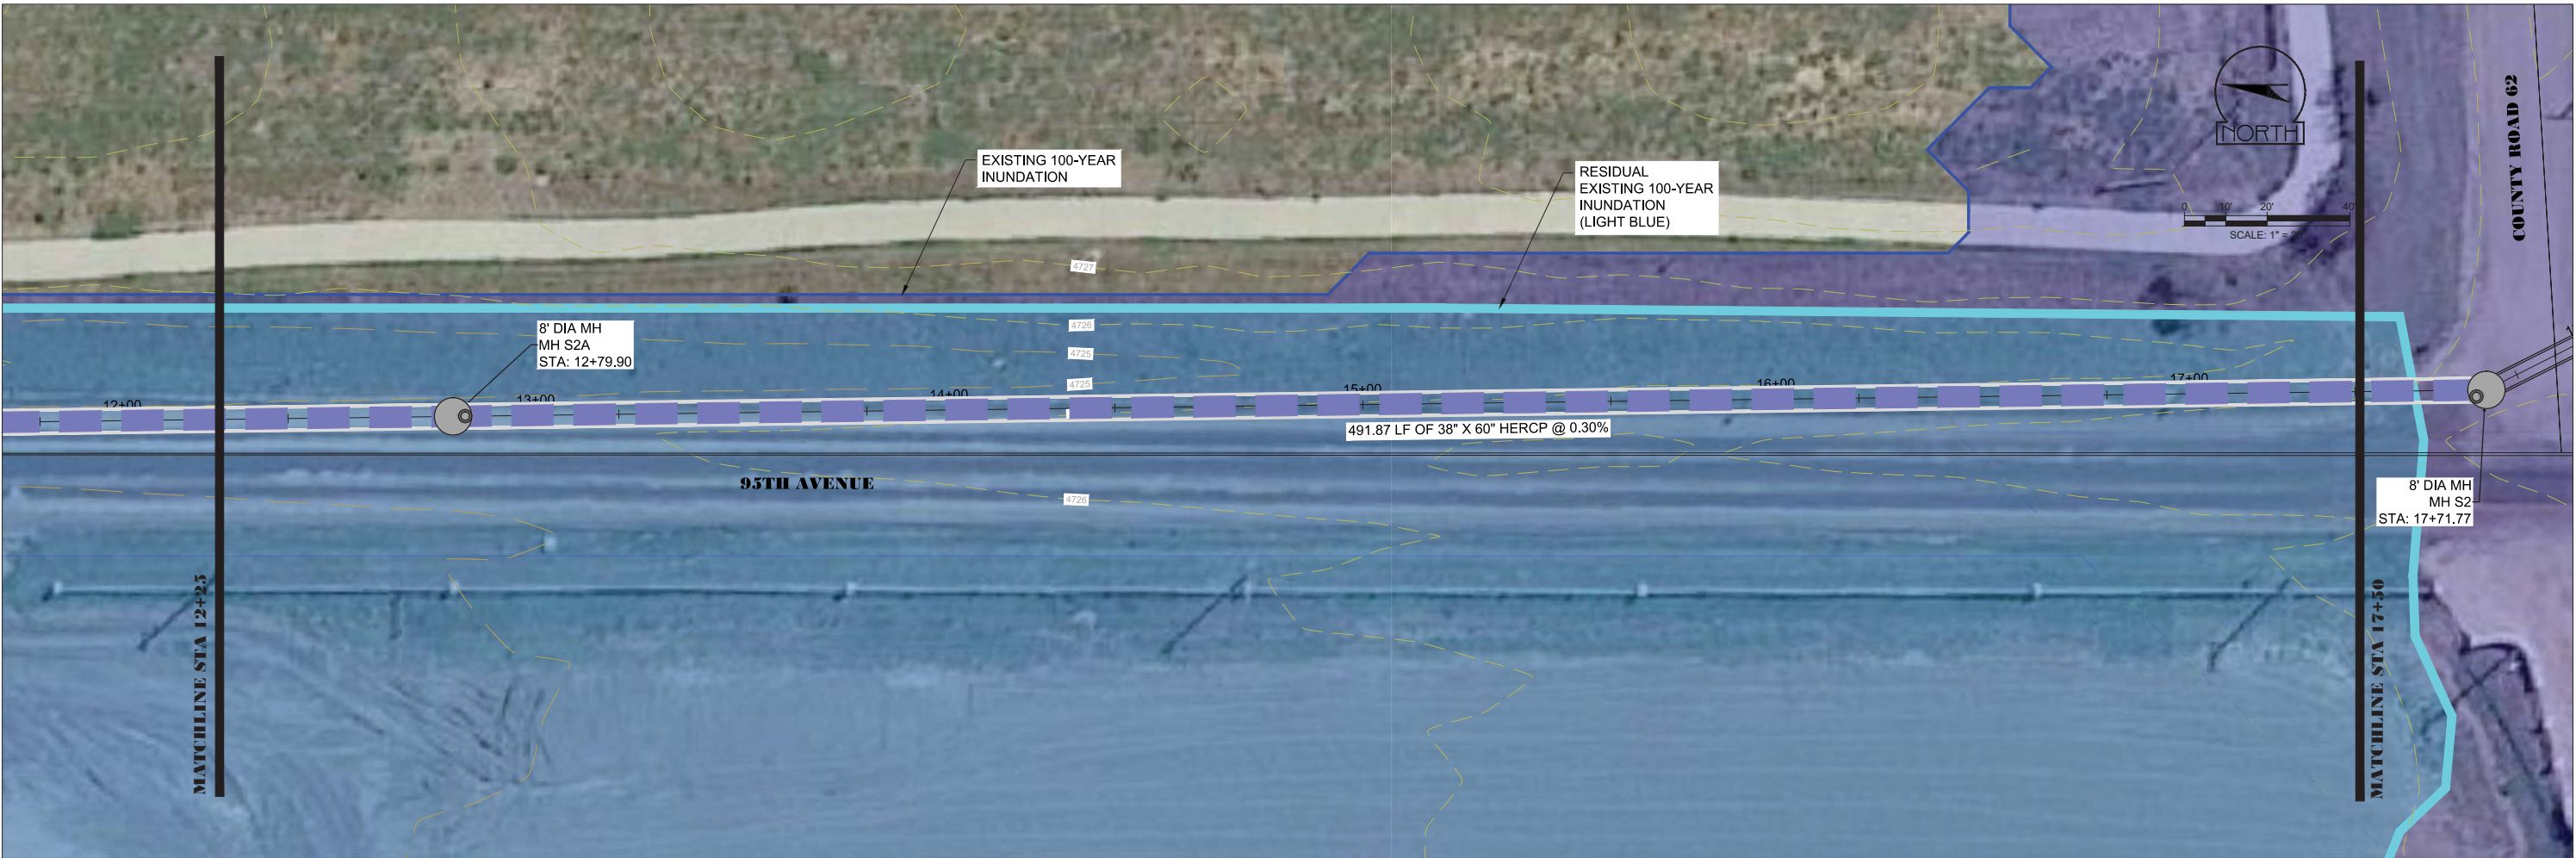 EXISTING 100-YEAR
INUNDATION
RESIDUAL
EXISTING 100-YEAR
INUNDATION
(LIGHT BLUE)
NORTH
0 10' 20' 40'
SCALE: 1" =
COUNTY ROAD 62
4727
4726
4725
4725
8' DIA MH
MH S2A
STA: 12+79.90
12+00
13+00
14+00
15+00
16+00
17+00
491.87 LF OF 38" X 60" HERCP @ 0.30%
95TH AVENUE
4726
8' DIA MH
MH S2
STA: 17+71.77
MATCHLINE STA 12+25
MATCHLINE STA 17+50